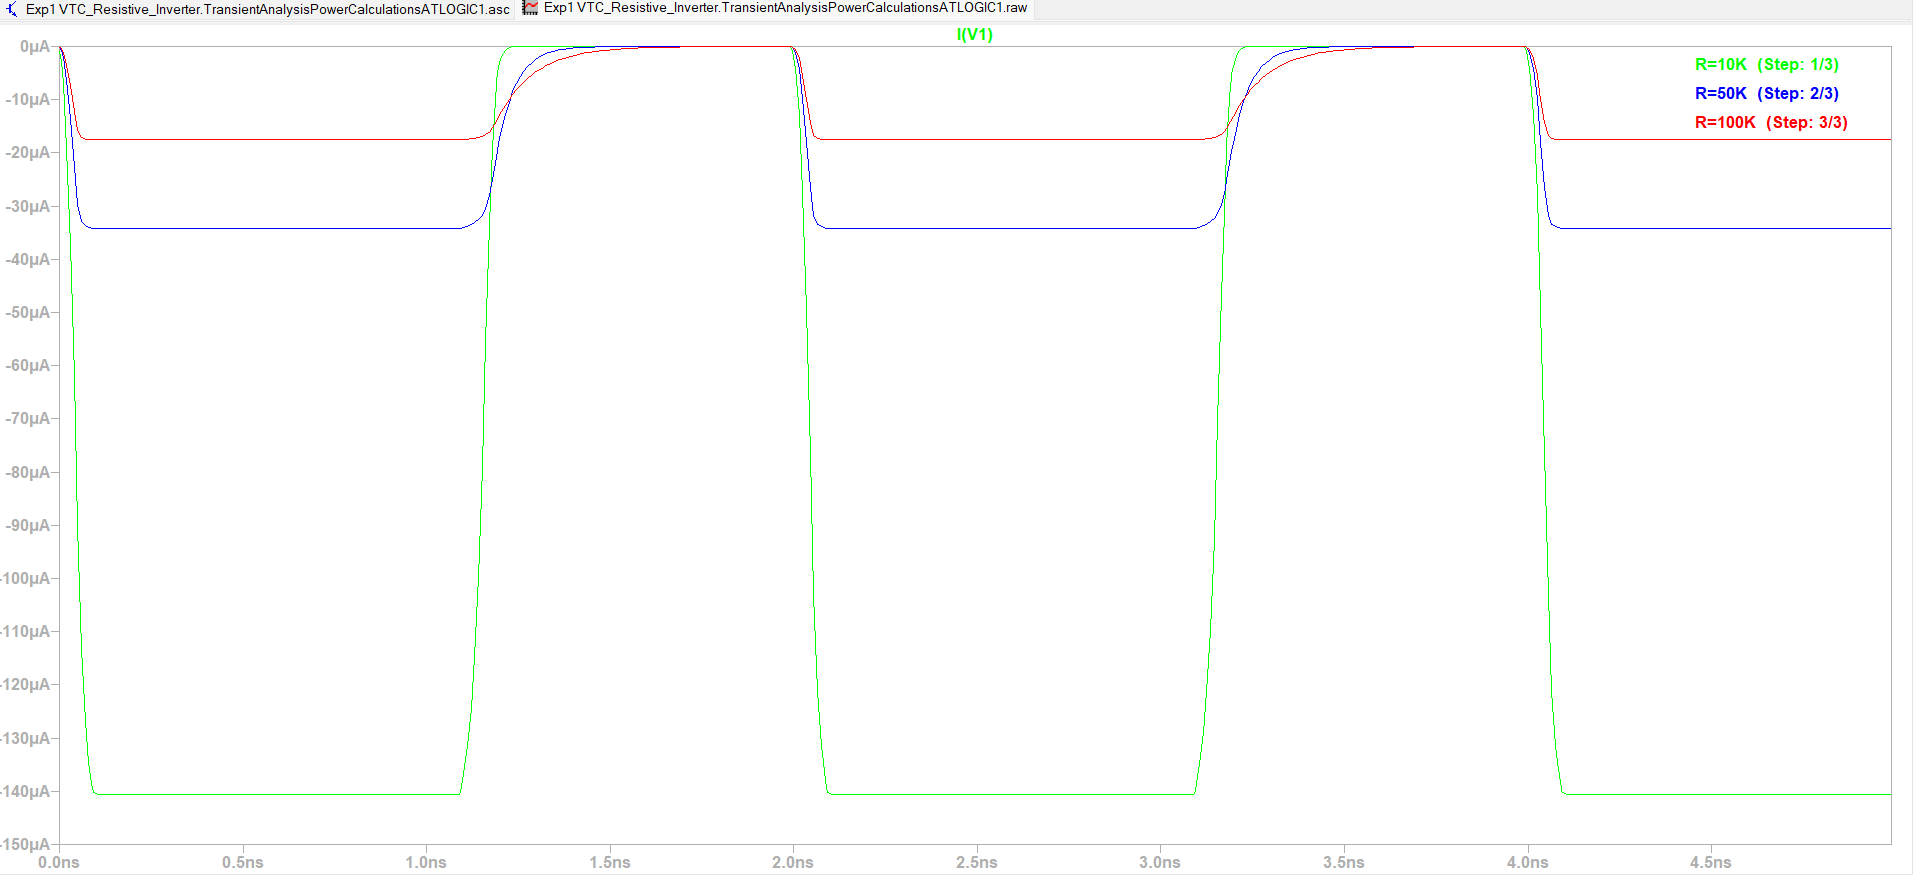 Exp1 VTC_Resistive_Inverter.TransientAnalysisPowerCalculationsATLOGIC1.asc Exp1 VTC_Resistive_Inverter.TransientAnalysisPowerCalculationsATLOGIC1.raw
I(V1)
R=10K (Step: 1/3)
R=50K (Step: 2/3)
R=100K (Step: 3/3)
0µA
-10µA
-20µA
-30µA
-40µA
-50µA
-60µA
-70µA
-80µA
-90µA
-100µA
-110µA
-120µA
-130µA
-140µA
-150µA
0.0ns 0.5ns 1.0ns 1.5ns 2.0ns 2.5ns 3.0ns 3.5ns 4.0ns 4.5ns